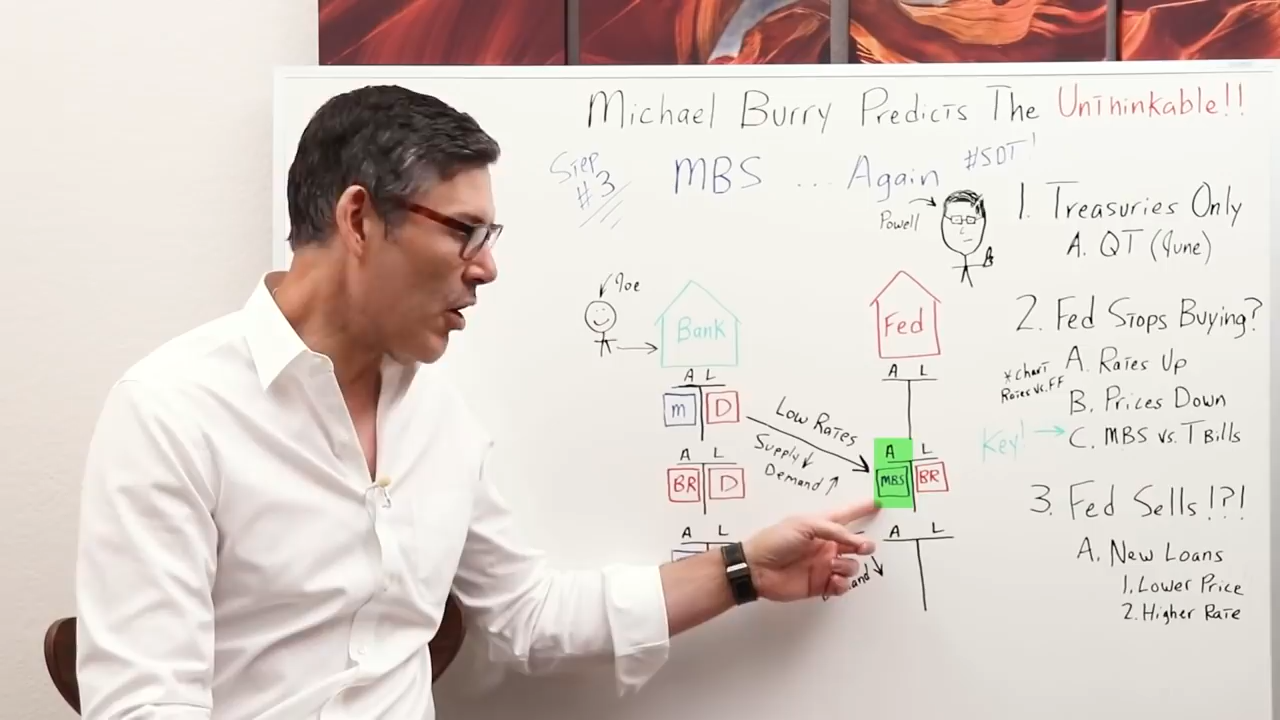 Michael Burry Predicts The Unthinkable!!
Step #3
MBS ... Again
#SDT!
Powell
1. Treasuries Only
A. QT (June)
2. Fed Stops Buying?
A. Rates Up
*Chart
Rates vs. FF
B. Prices Down
Key!
C. MBS vs. T Bills
3. Fed Sells!?!
A. New Loans
1. Lower Price
2. Higher Rate
Joe
Bank
A L
m D
A L
BR D
A L
Low Rates
Supply ↓
Demand ↑
Fed
A L
A L
MBS BR
A L